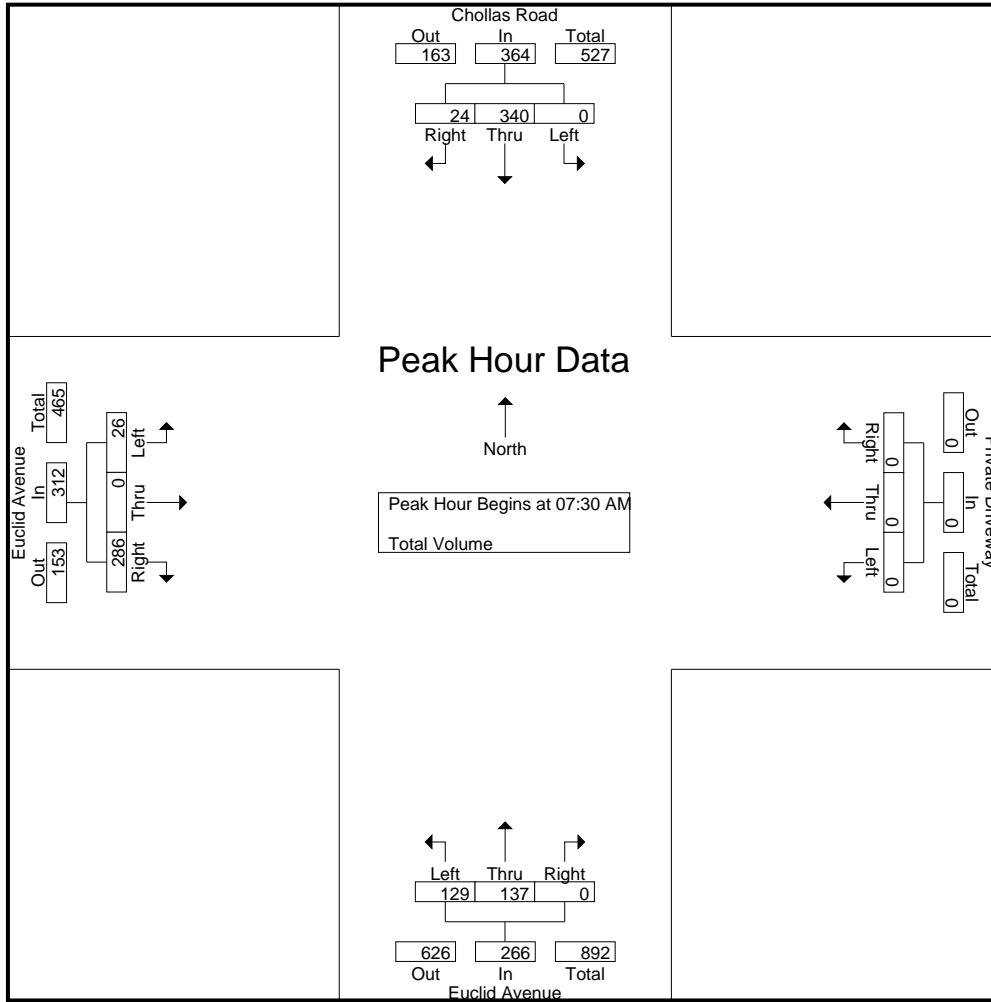 Chollas Road
Out In Total
163 364 527
24 340 0
Right Thru Left
Peak Hour Data
North
Peak Hour Begins at 07:30 AM
Total Volume
Euclid Avenue
Total In Out
465 312 153
26 0 286
Left Thru Right
Private Driveway
Out In Total
0 0 0
Right Thru Left
0 0 0
Left Thru Right
129 137 0
626 266 892
Out In Total
Euclid Avenue